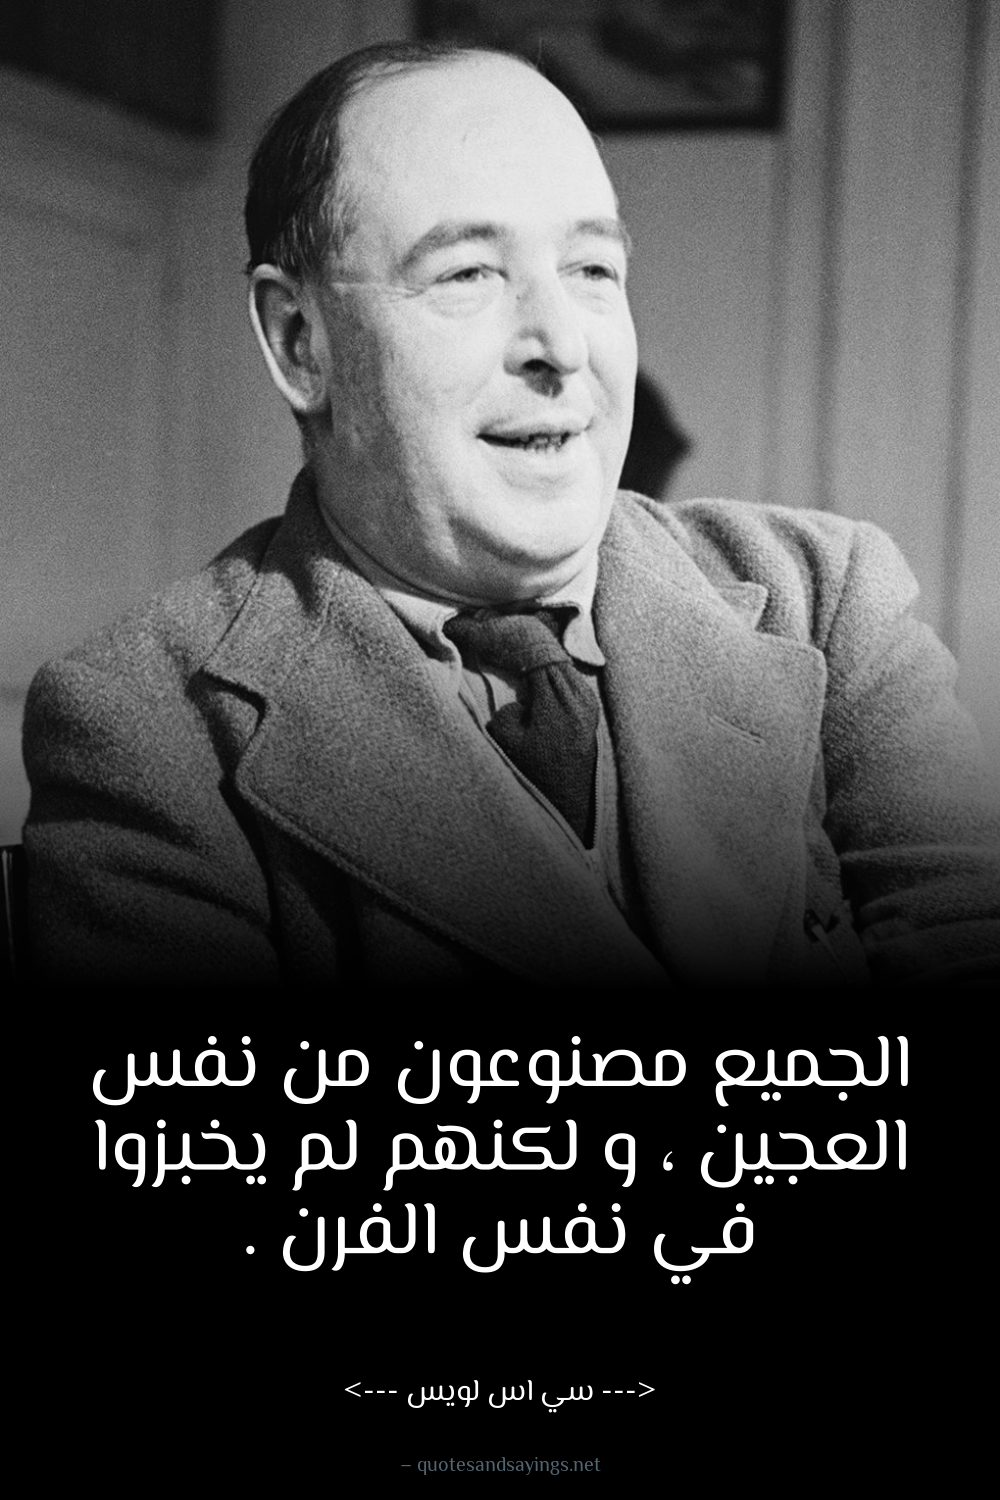 الجميع مصنوعون من نفس
العجين ، و لكنهم لم يخبزوا
في نفس الفرن .
<--- سي اس لويس --->
– quotesandsayings.net